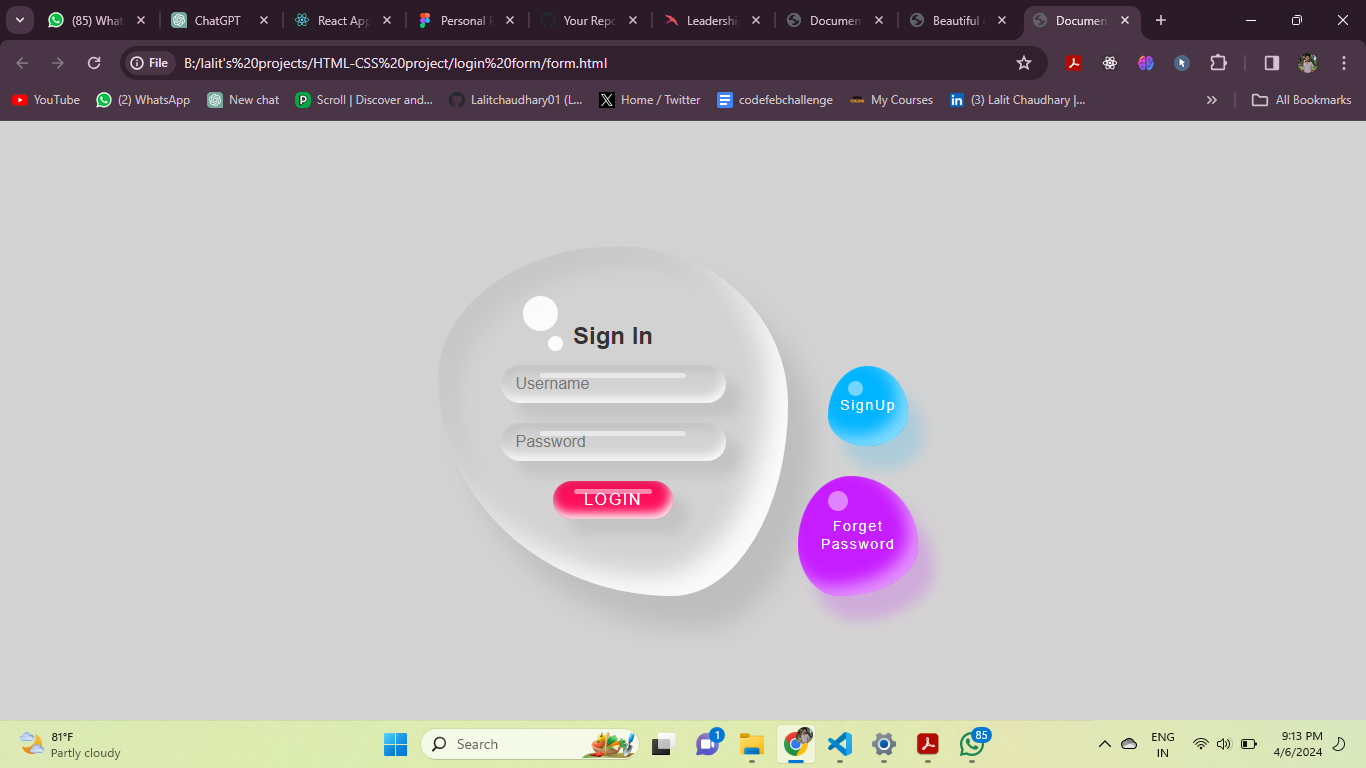 (85) What
ChatGPT
React App
Personal P
Your Repo
Leadership
Documen
Beautiful
Documen
File
B:/lalit's%20projects/HTML-CSS%20project/login%20form/form.html
YouTube
(2) WhatsApp
New chat
Scroll | Discover and...
Lalitchaudhary01 (L...
Home / Twitter
codefebchallenge
My Courses
(3) Lalit Chaudhary |...
All Bookmarks
Sign In
Username
Password
LOGIN
SignUp
Forget
Password
81°F
Partly cloudy
Search
1
85
ENG
IN
9:13 PM
4/6/2024